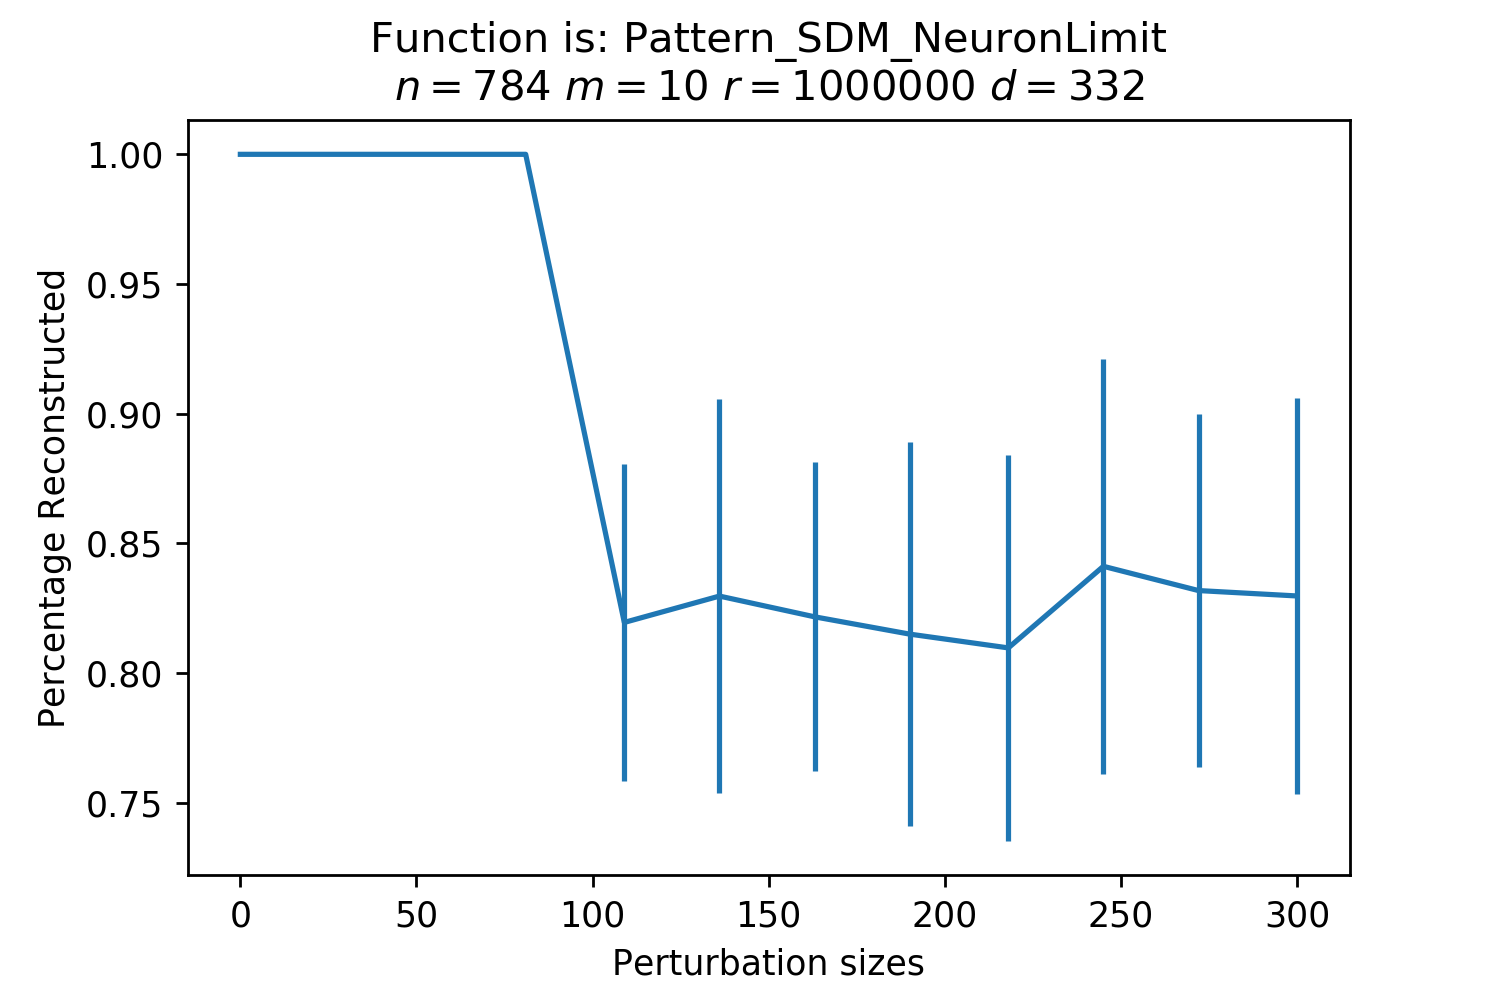 Function is: Pattern_SDM_NeuronLimit
n = 784 m = 10 r = 1000000 d = 332
Percentage Reconstructed
1.00
0.95
0.90
0.85
0.80
0.75
0 50 100 150 200 250 300
Perturbation sizes